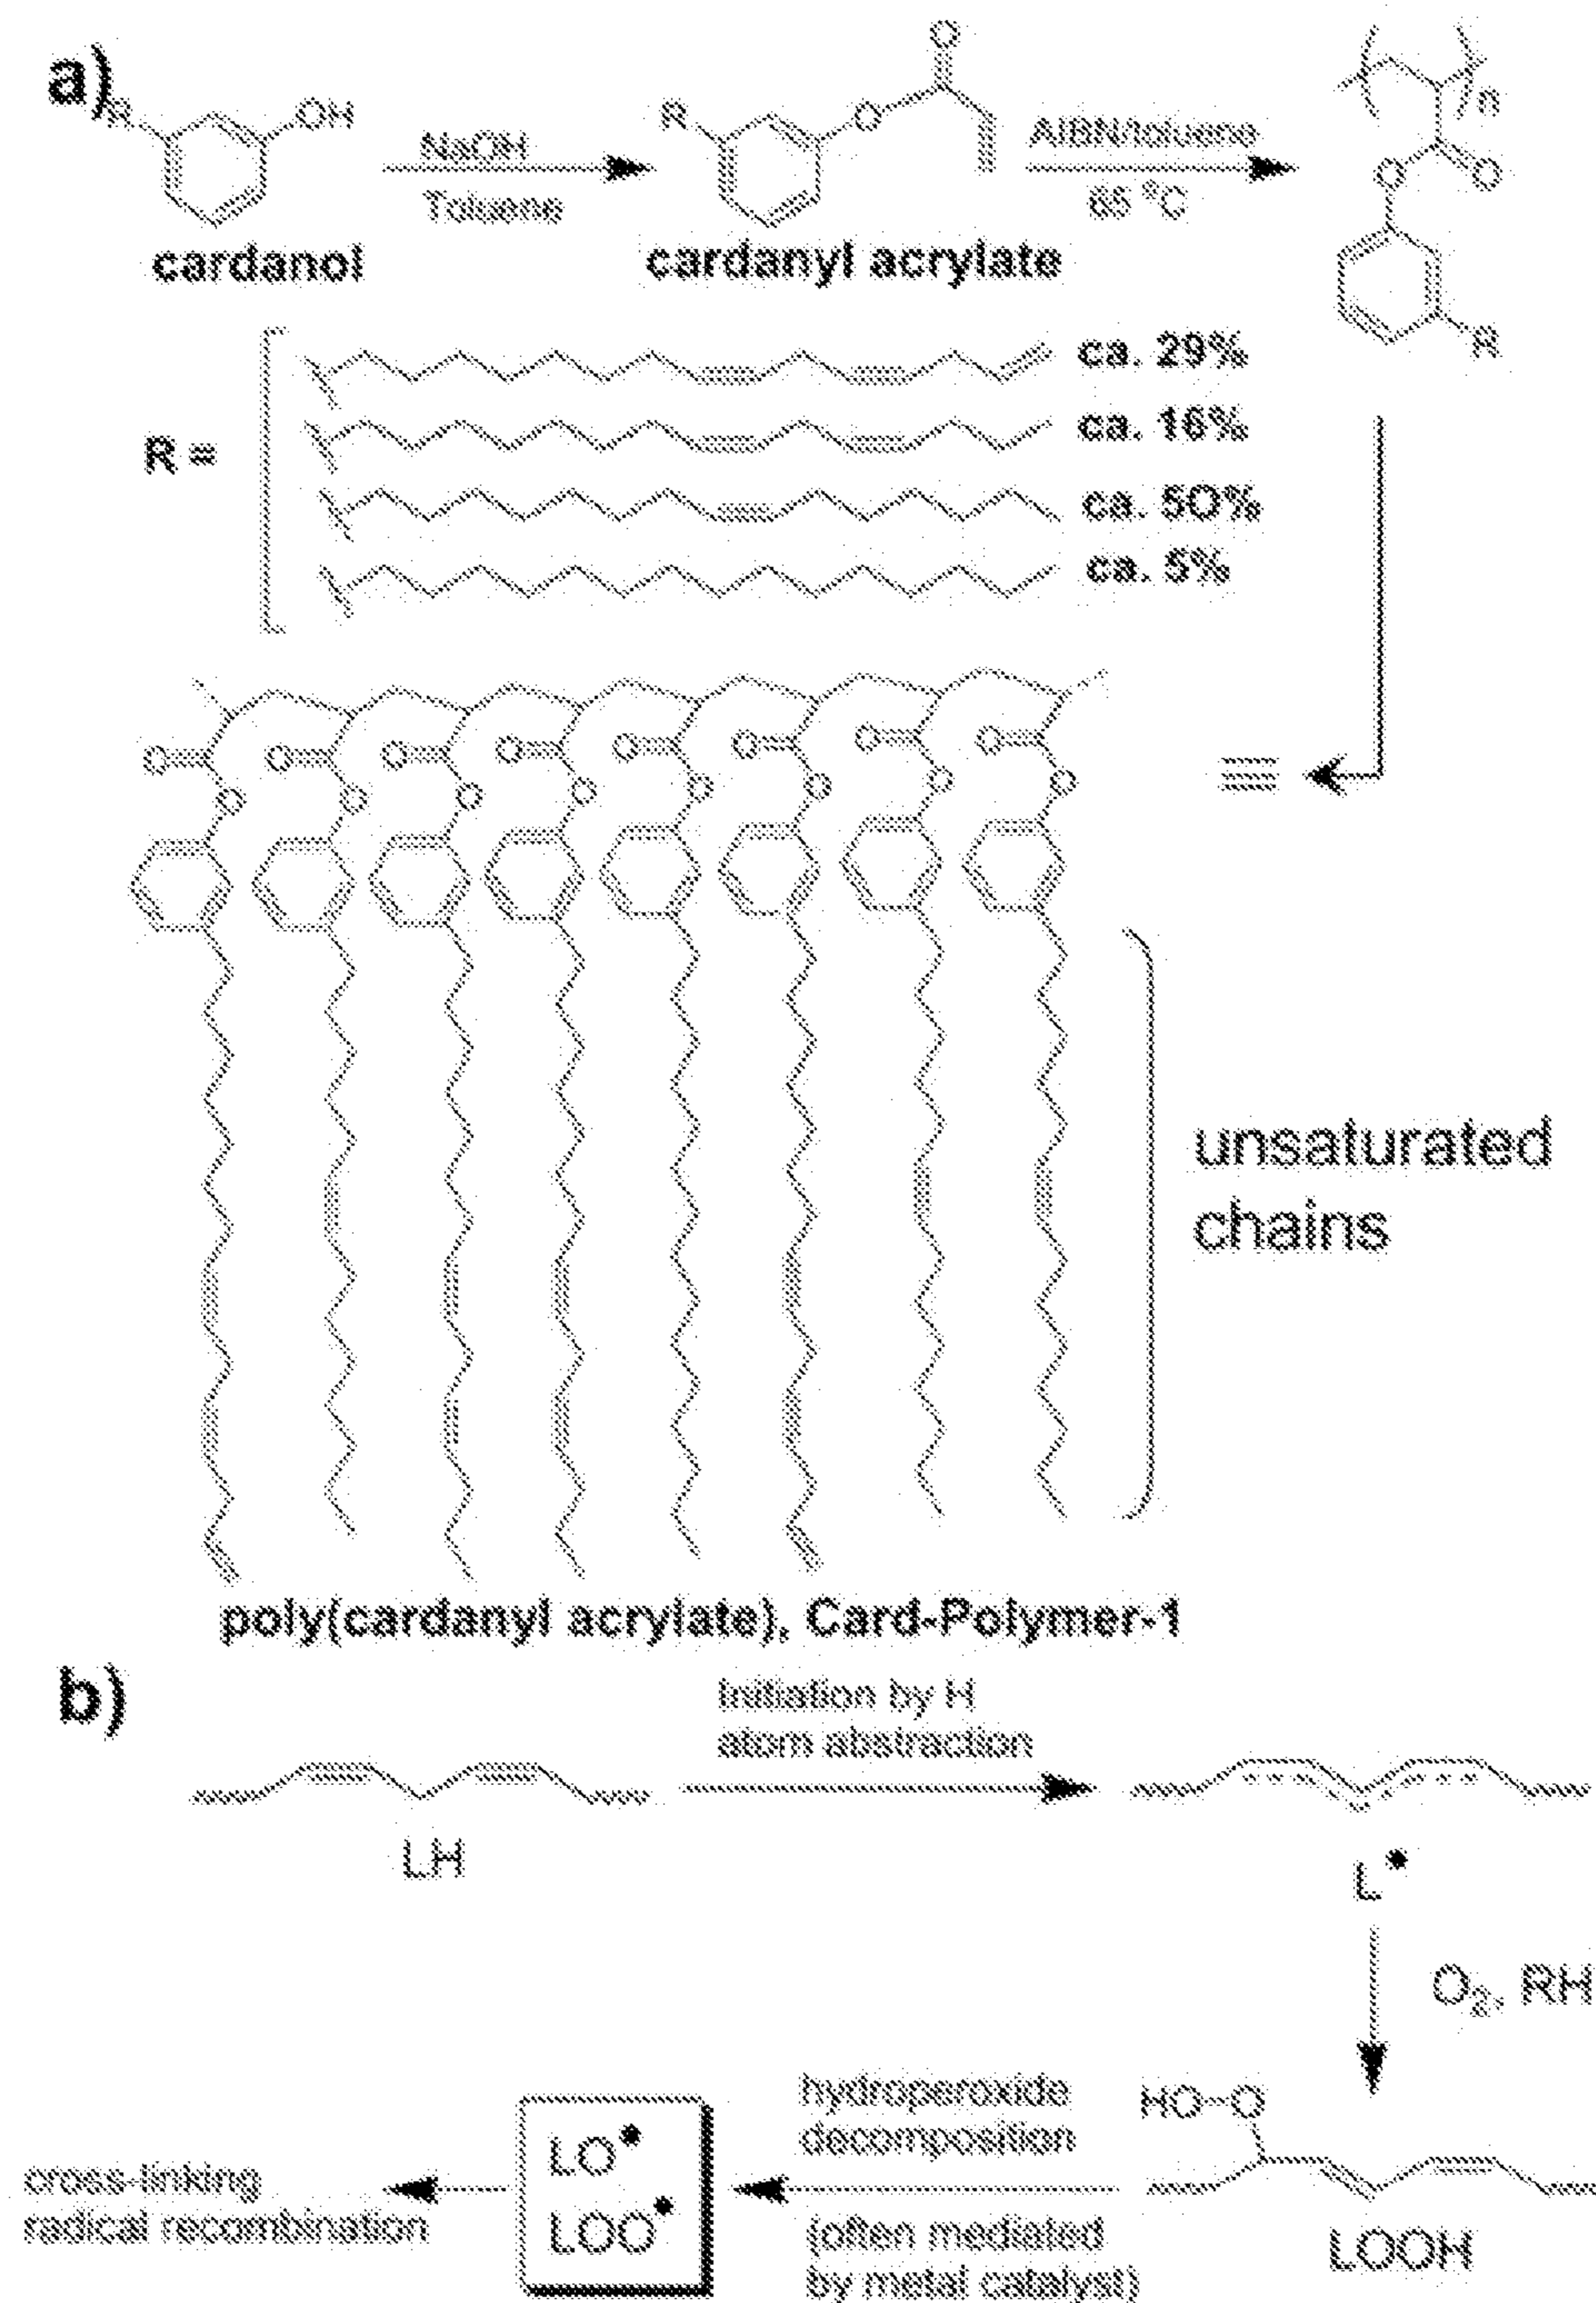 a)
R
OH
NaOH
Toluene
cardanol
R
O
O
cardanyl acrylate
AIBN/toluene
65 ⁰C
n
O
O
R
R =
ca. 29%
ca. 16%
ca. 5O%
ca. 5%
O O O O O O O O
O O O O O O O O
unsaturated
chains
poly(cardanyl acrylate), Card-Polymer-1
b)
Initiation by H
atom abstraction
LH
L•
O₂, RH
HO-O
LOOH
hydroperoxide
decomposition
(often mediated
by metal catalyst)
LO•
LOO•
cross-linking
radical recombination